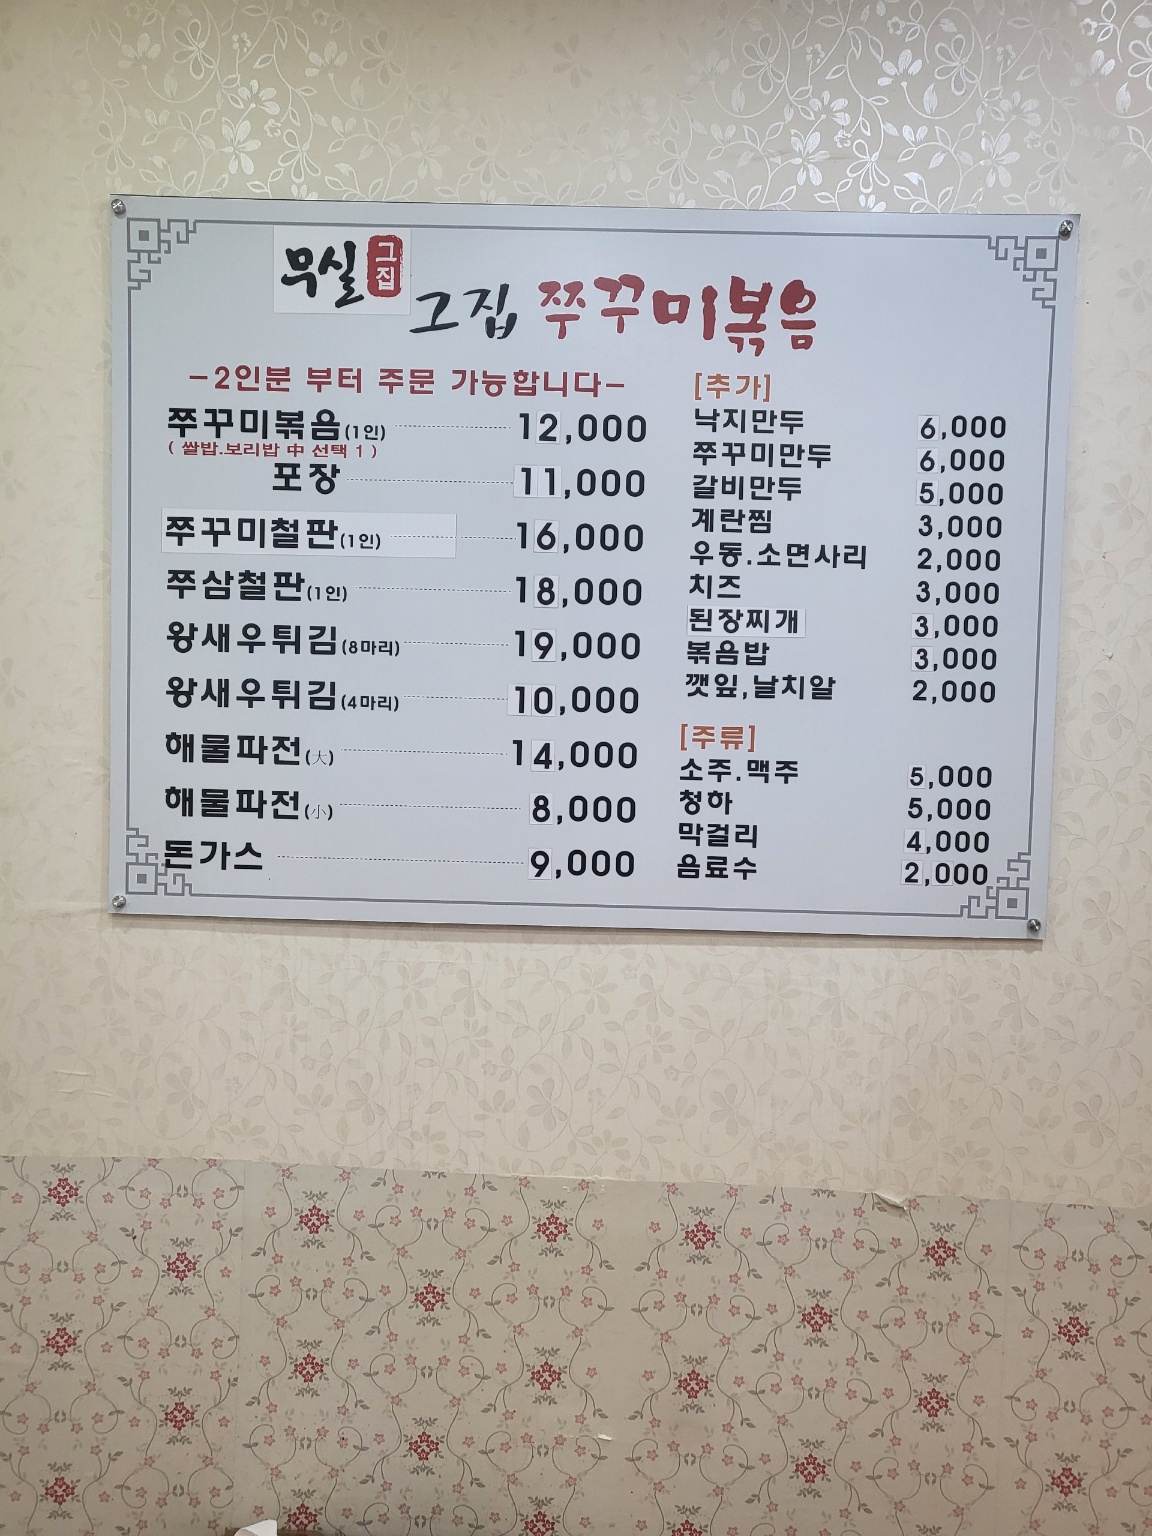 무실 그집
그집 쭈꾸미볶음
-2인분 부터 주문 가능합니다-
쭈꾸미볶음(1인) 12,000
( 쌀밥.보리밥 中 선택 1 )
포장 11,000
쭈꾸미철판(1인) 16,000
쭈삼철판(1인) 18,000
왕새우튀김(8마리) 19,000
왕새우튀김(4마리) 10,000
해물파전(大) 14,000
해물파전(小) 8,000
돈가스 9,000
[추가]
낙지만두 6,000
쭈꾸미만두 6,000
갈비만두 5,000
계란찜 3,000
우동.소면사리 2,000
치즈 3,000
된장찌개 3,000
볶음밥 3,000
깻잎,날치알 2,000
[주류]
소주.맥주 5,000
청하 5,000
막걸리 4,000
음료수 2,000